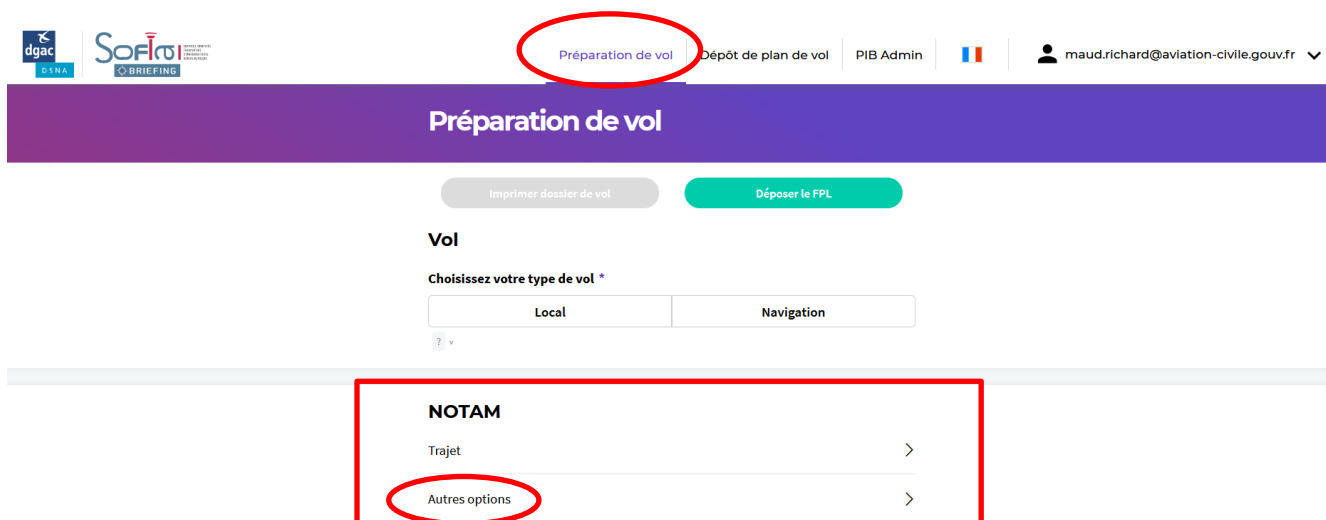 dgac
DSNA
SOFIA
BRIEFING
Préparation de vol
Dépôt de plan de vol
PIB Admin
maud.richard@aviation-civile.gouv.fr
Préparation de vol
Imprimer dossier de vol
Déposer le FPL
Vol
Choisissez votre type de vol *
Local
Navigation
? v
NOTAM
Trajet
Autres options